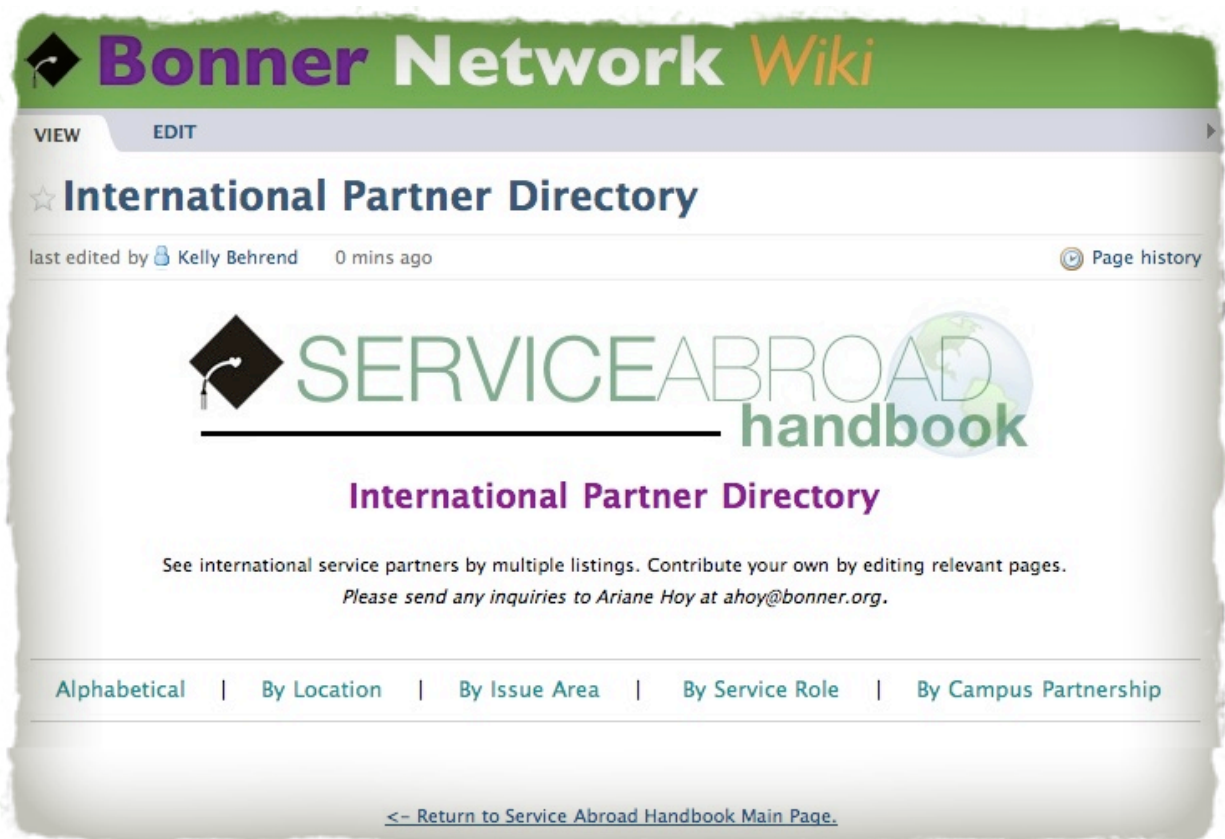 Bonner Network Wiki
VIEW EDIT
International Partner Directory
last edited by Kelly Behrend 0 mins ago Page history
SERVICEABROAD
handbook
International Partner Directory
See international service partners by multiple listings. Contribute your own by editing relevant pages.
Please send any inquiries to Ariane Hoy at ahoy@bonner.org.
Alphabetical | By Location | By Issue Area | By Service Role | By Campus Partnership
<- Return to Service Abroad Handbook Main Page.